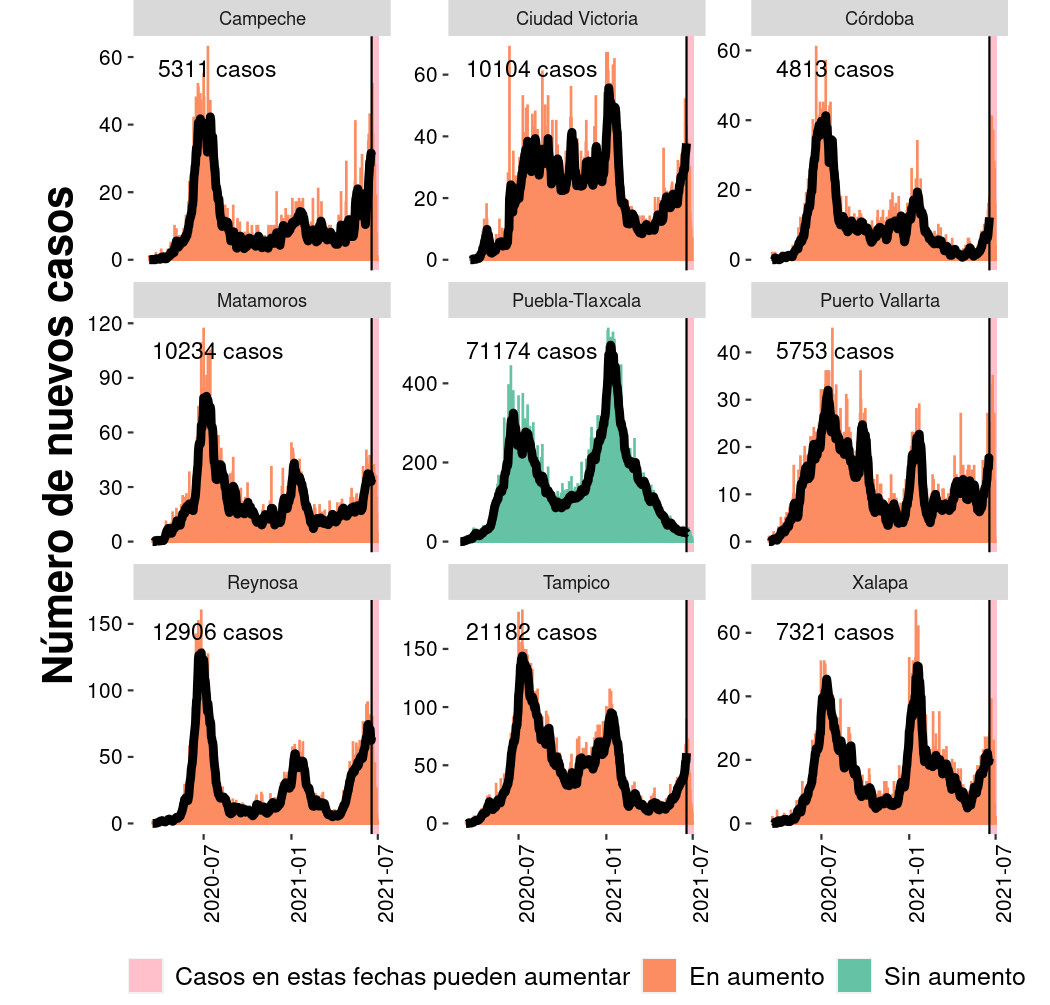 Número de nuevos casos
Campeche
Ciudad Victoria
Córdoba
60
40
20
0
5311 casos
60
40
20
0
10104 casos
60
40
20
0
4813 casos
Matamoros
Puebla-Tlaxcala
Puerto Vallarta
120
90
60
30
0
10234 casos
400
200
0
71174 casos
40
30
20
10
0
5753 casos
Reynosa
Tampico
Xalapa
150
100
50
0
12906 casos
150
100
50
0
21182 casos
60
40
20
0
7321 casos
2020-07
2021-01
2021-07
2020-07
2021-01
2021-07
2020-07
2021-01
2021-07
Casos en estas fechas pueden aumentar
En aumento
Sin aumento